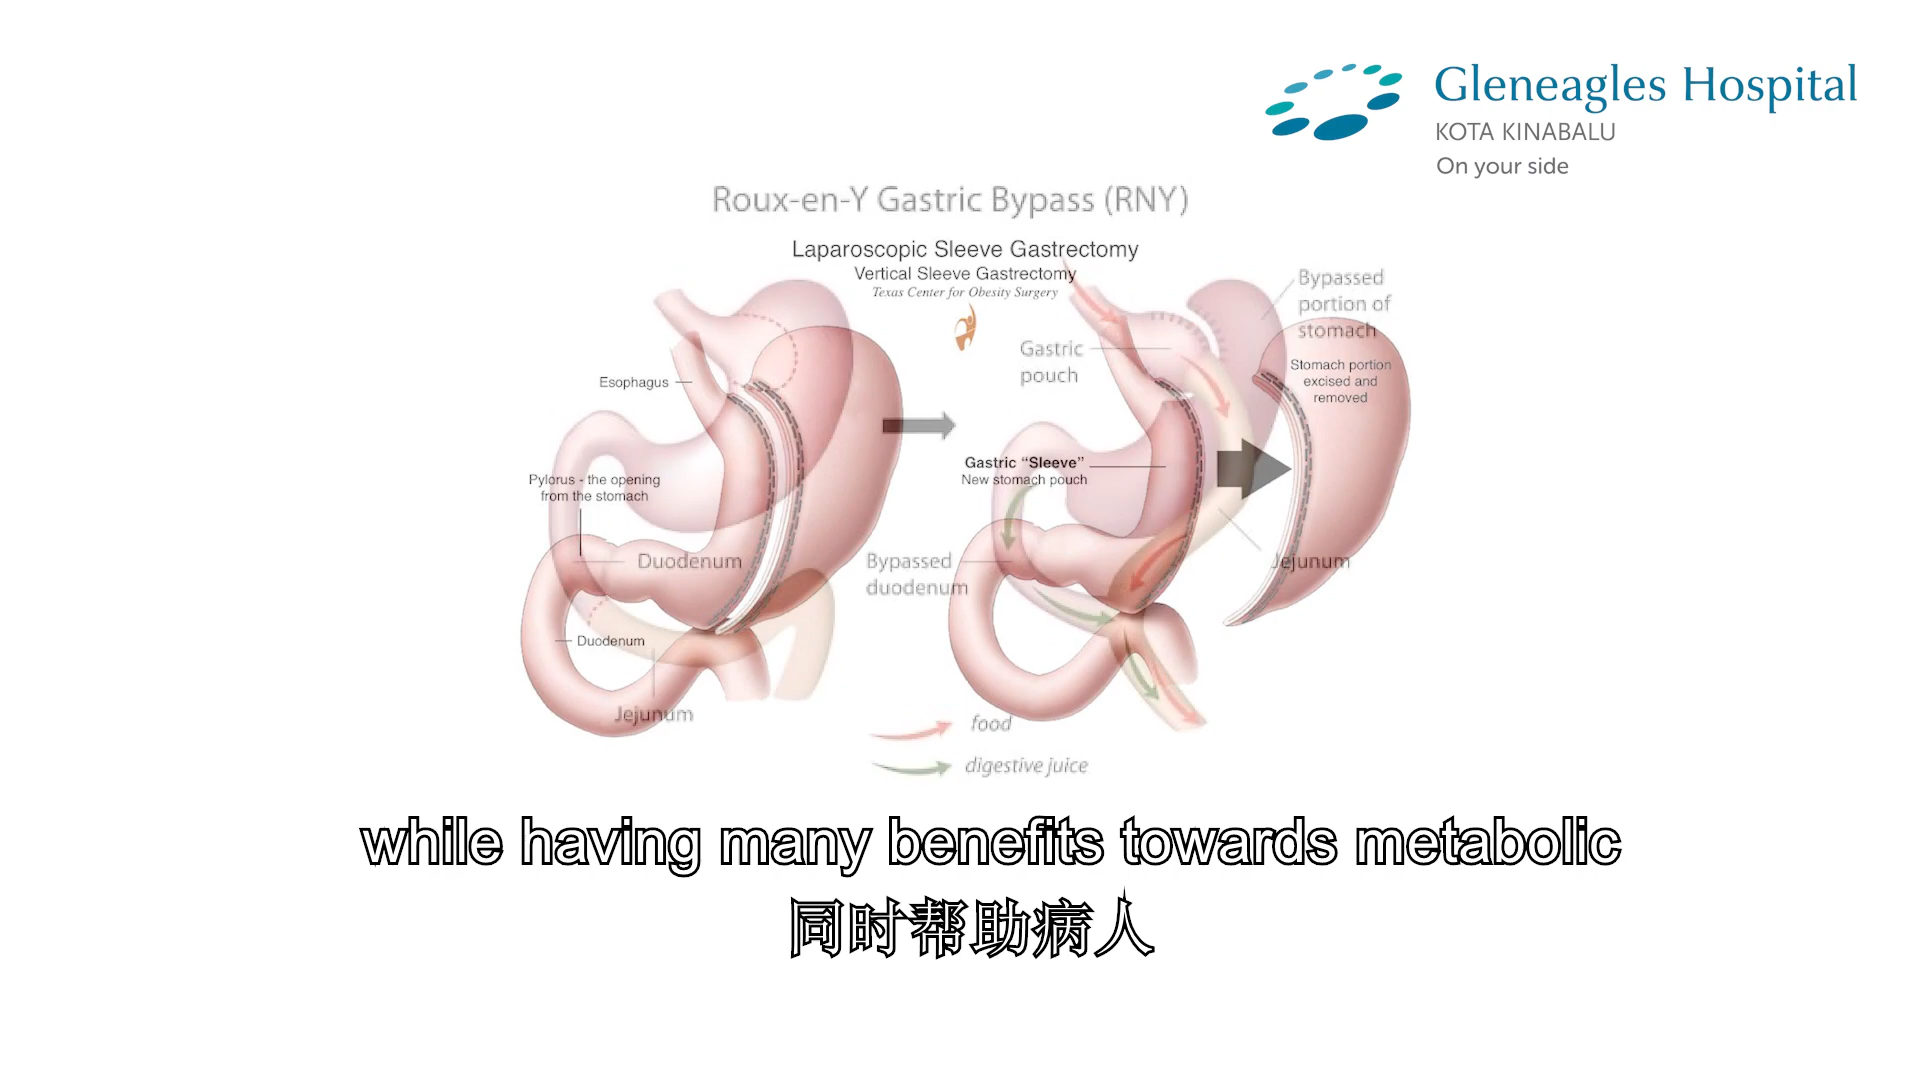 Gleneagles Hospital
KOTA KINABALU
On your side
Roux-en-Y Gastric Bypass (RNY)
Laparoscopic Sleeve Gastrectomy
Vertical Sleeve Gastrectomy
Texas Center for Obesity Surgery
Bypassed
portion of
stomach
Gastric
pouch
Stomach portion
excised and
removed
Esophagus
Gastric “Sleeve”
New stomach pouch
Pylorus - the opening
from the stomach
Duodenum
Bypassed
duodenum
Jejunum
Duodenum
Jejunum
food
digestive juice
while having many benefits towards metabolic
同时帮助病人